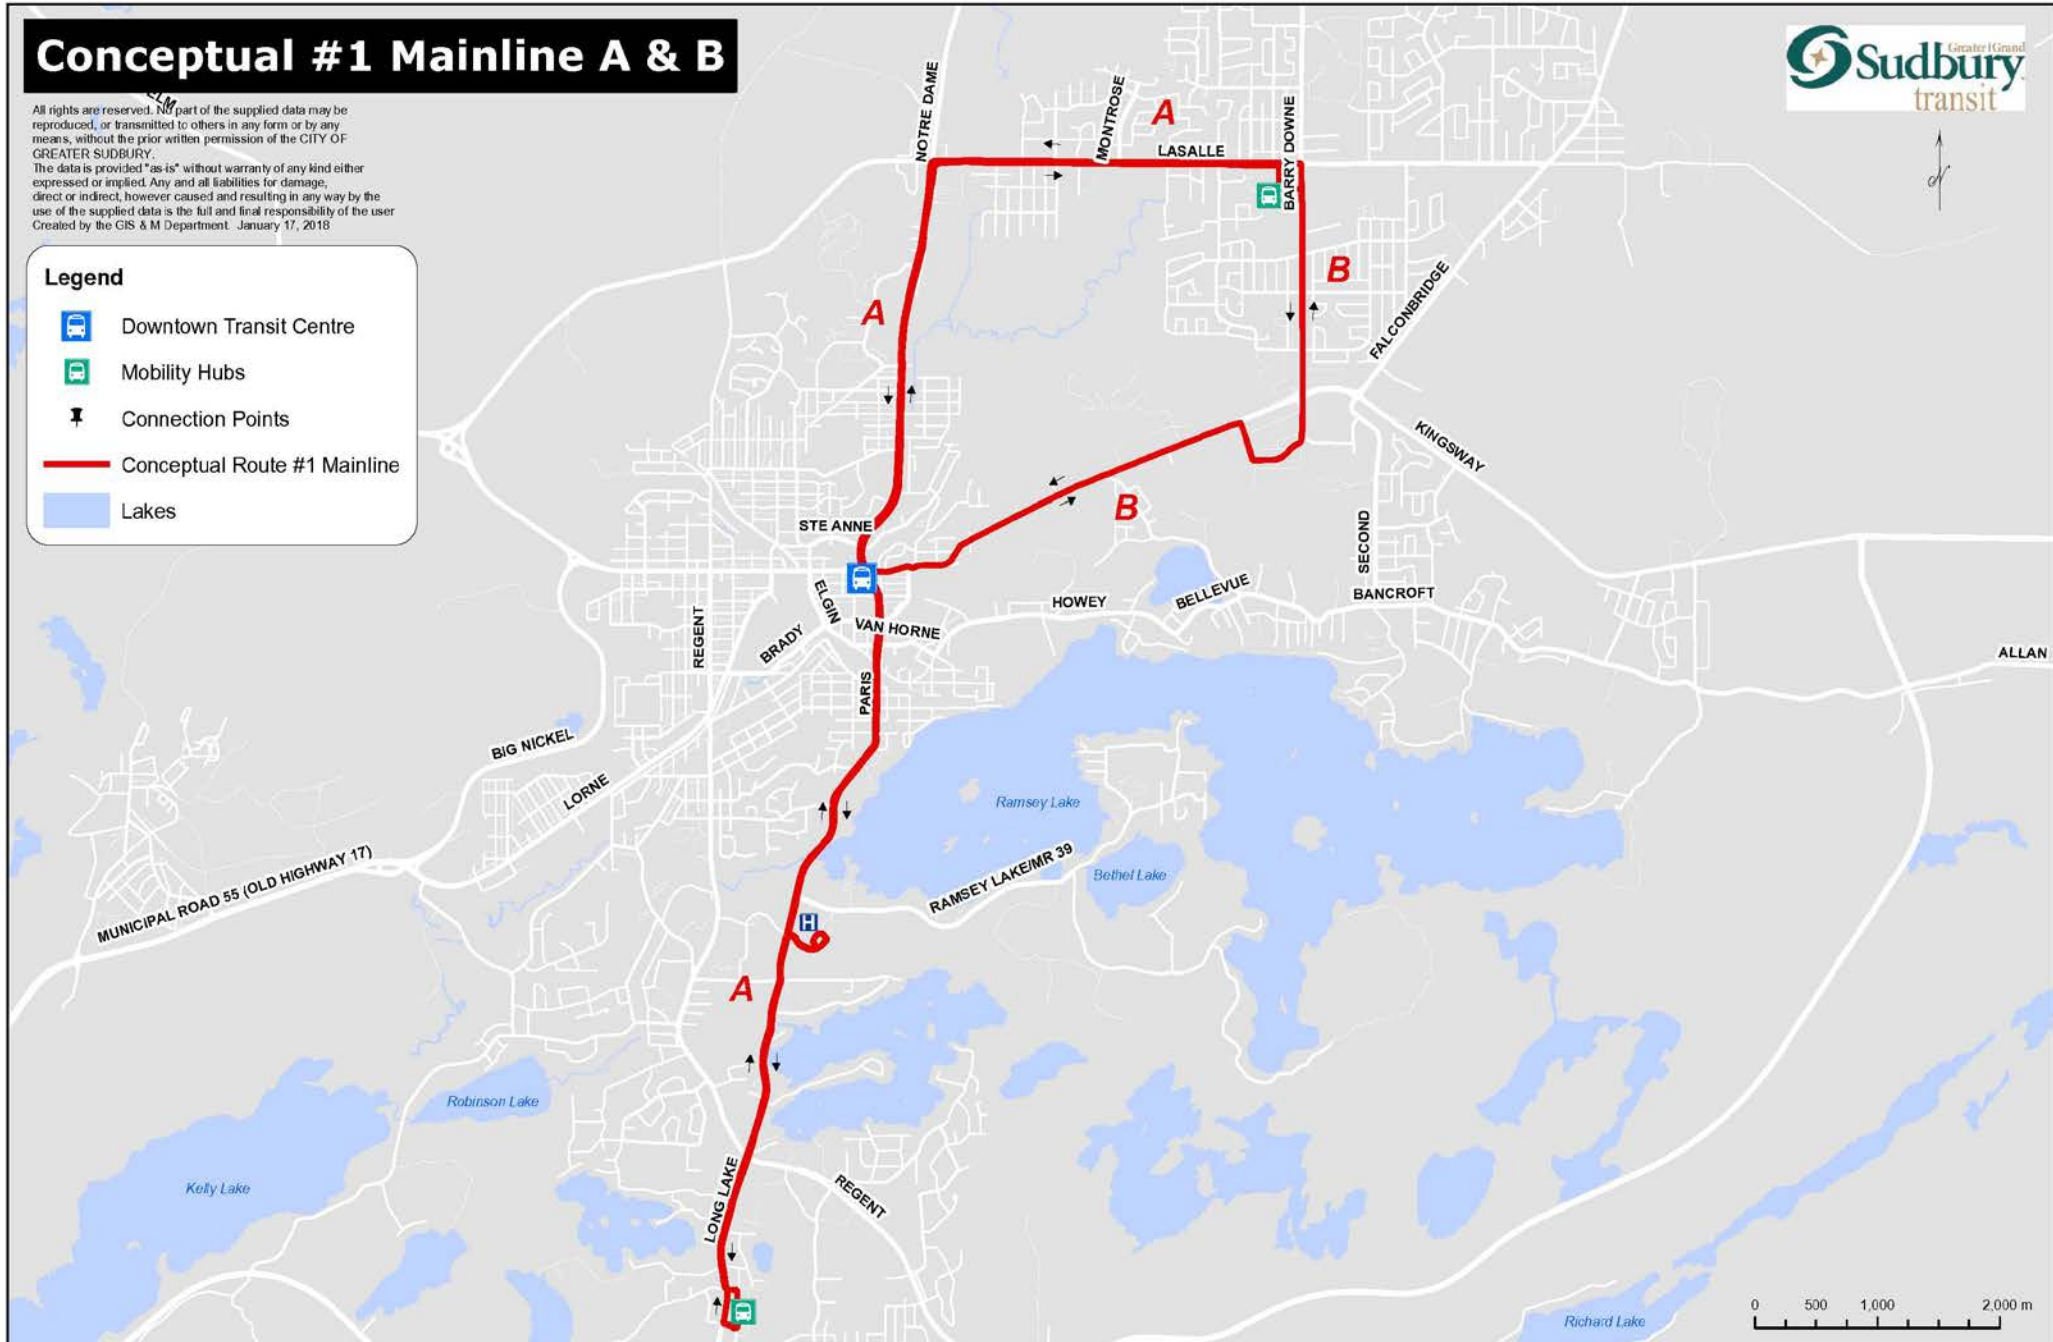 Conceptual #1 Mainline A & B
ELM
All rights are reserved. No part of the supplied data may be
reproduced, or transmitted to others in any form or by any
means, without the prior written permission of the CITY OF
GREATER SUDBURY.
The data is provided "as-is" without warranty of any kind either
expressed or implied. Any and all liabilities for damage,
direct or indirect, however caused and resulting in any way by the
use of the supplied data is the full and final responsibility of the user
Created by the GIS & M Department. January 17, 2018
Greater | Grand
Sudbury
transit
N
Legend
Downtown Transit Centre
Mobility Hubs
Connection Points
Conceptual Route #1 Mainline
Lakes
NOTRE DAME
MONTROSE
A
LASALLE
BARRY DOWNE
A
B
FALCONBRIDGE
KINGSWAY
B
STE ANNE
SECOND
ELGIN
HOWEY
BELLEVUE
BANCROFT
REGENT
BRADY
VAN HORNE
ALLAN
PARIS
BIG NICKEL
LORNE
Ramsey Lake
MUNICIPAL ROAD 55 (OLD HIGHWAY 17)
RAMSEY LAKE/MR 39
Bethel Lake
H
A
Robinson Lake
Kelly Lake
LONG LAKE
REGENT
Richard Lake
0 500 1,000 2,000 m